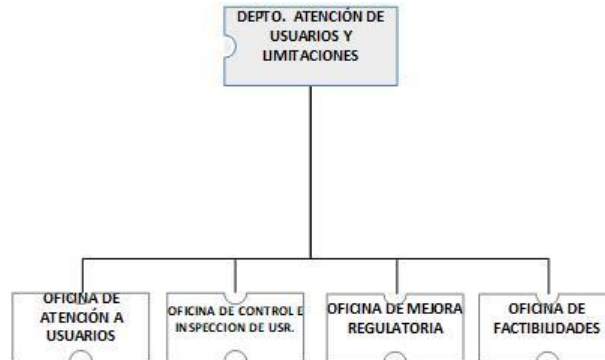 DEPTO. ATENCIÓN DE
USUARIOS Y
LIMITACIONES
OFICINA DE
ATENCIÓN A
USUARIOS
OFICINA DE CONTROL E
INSPECCION DE USR.
OFICINA DE MEJORA
REGULATORIA
OFICINA DE
FACTIBILIDADES